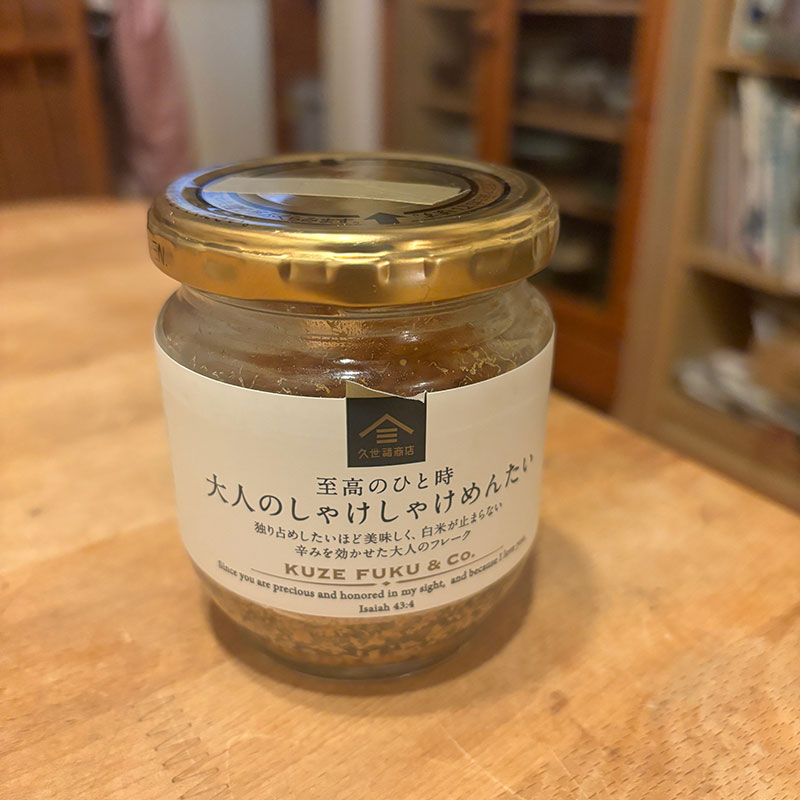 久世福商店
至高のひと時
大人のしゃけしゃけめんたい
独り占めしたいほど美味しく、白米が止まらない
辛みを効かせた大人のフレーク
KUZE FUKU & CO.
Since you are precious and honored in my sight, and because I love you,
Isaiah 43:4